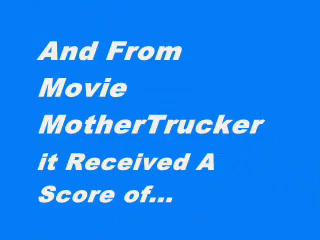 And From
Movie
MotherTrucker
it Received A
Score of...